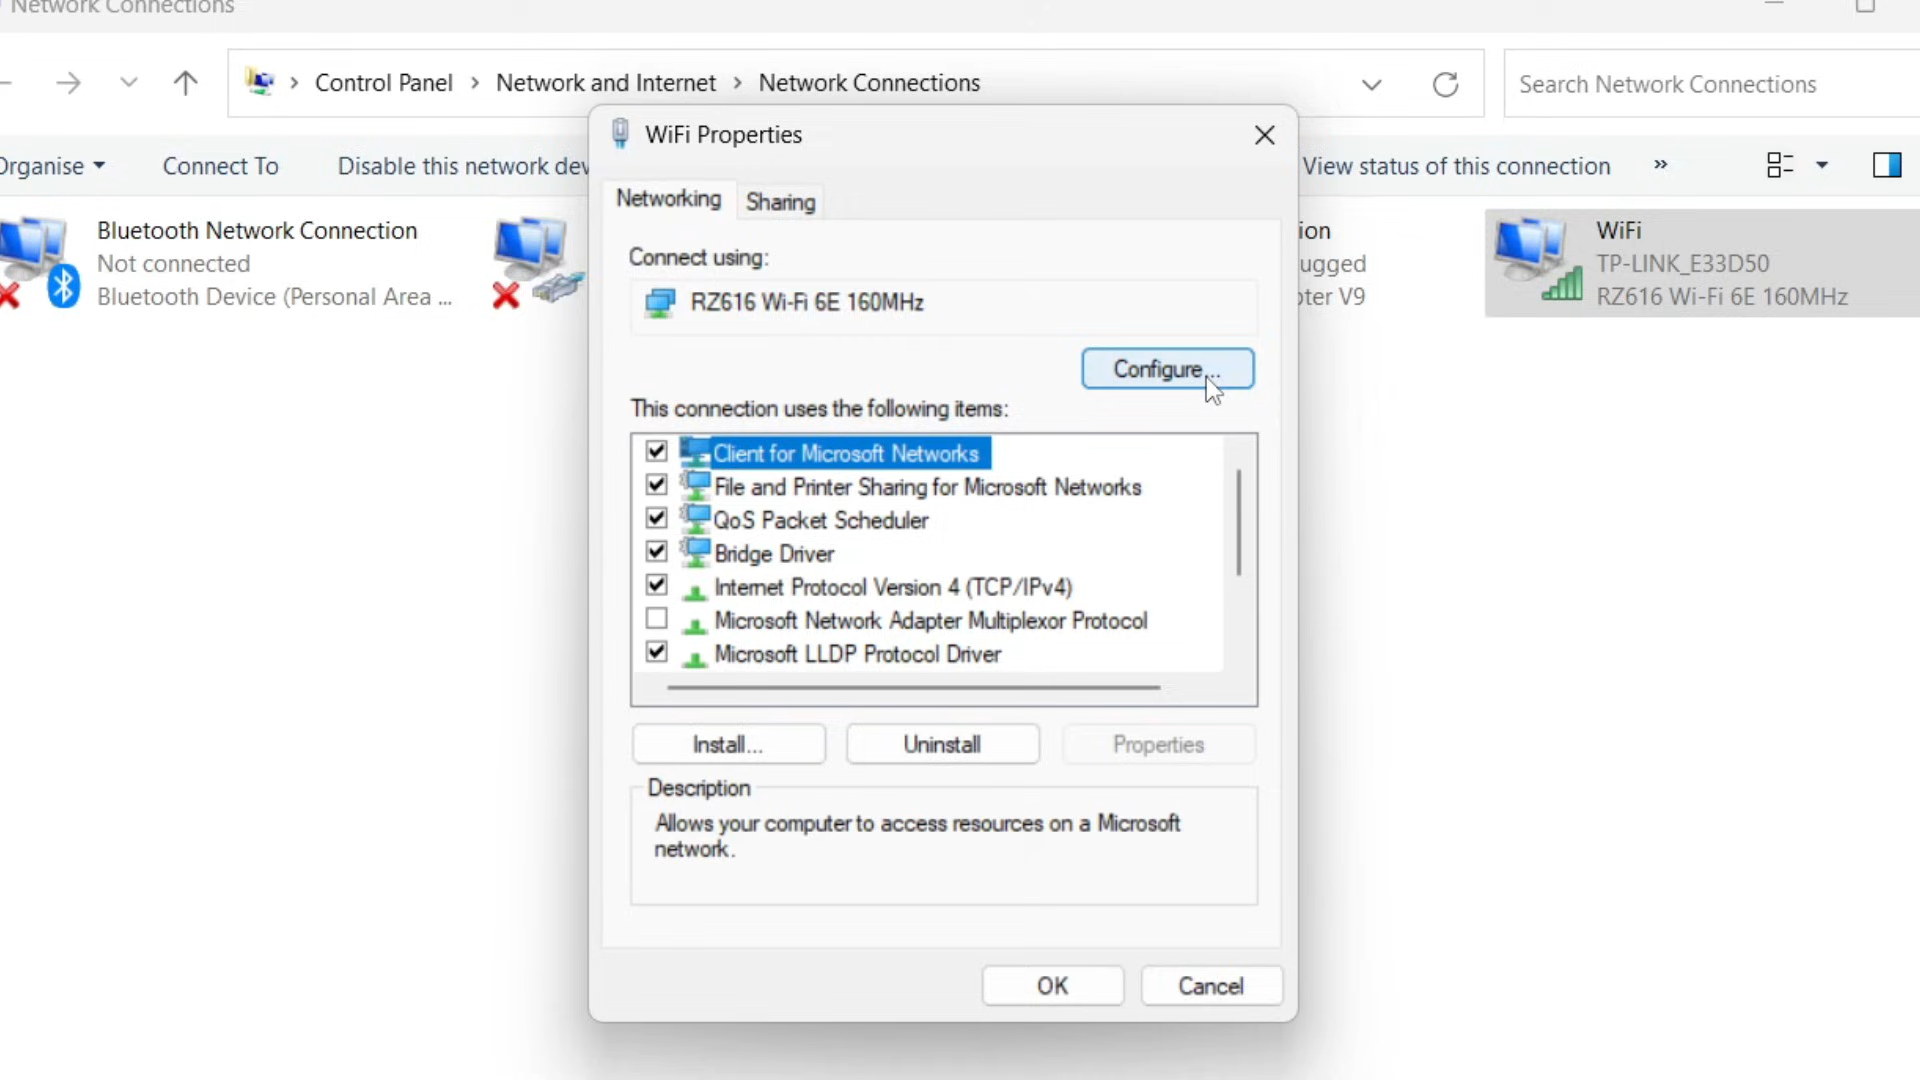 Network Connections
Control Panel > Network and Internet > Network Connections
Search Network Connections
WiFi Properties
Organise
Connect To
Disable this network dev
View status of this connection
»
Networking
Sharing
Bluetooth Network Connection
Not connected
Bluetooth Device (Personal Area ...
ion
ugged
pter V9
WiFi
TP-LINK_E33D50
RZ616 Wi-Fi 6E 160MHz
Connect using:
RZ616 Wi-Fi 6E 160MHz
Configure...
This connection uses the following items:
Client for Microsoft Networks
File and Printer Sharing for Microsoft Networks
QoS Packet Scheduler
Bridge Driver
Internet Protocol Version 4 (TCP/IPv4)
Microsoft Network Adapter Multiplexor Protocol
Microsoft LLDP Protocol Driver
Install...
Uninstall
Properties
Description
Allows your computer to access resources on a Microsoft
network.
OK
Cancel